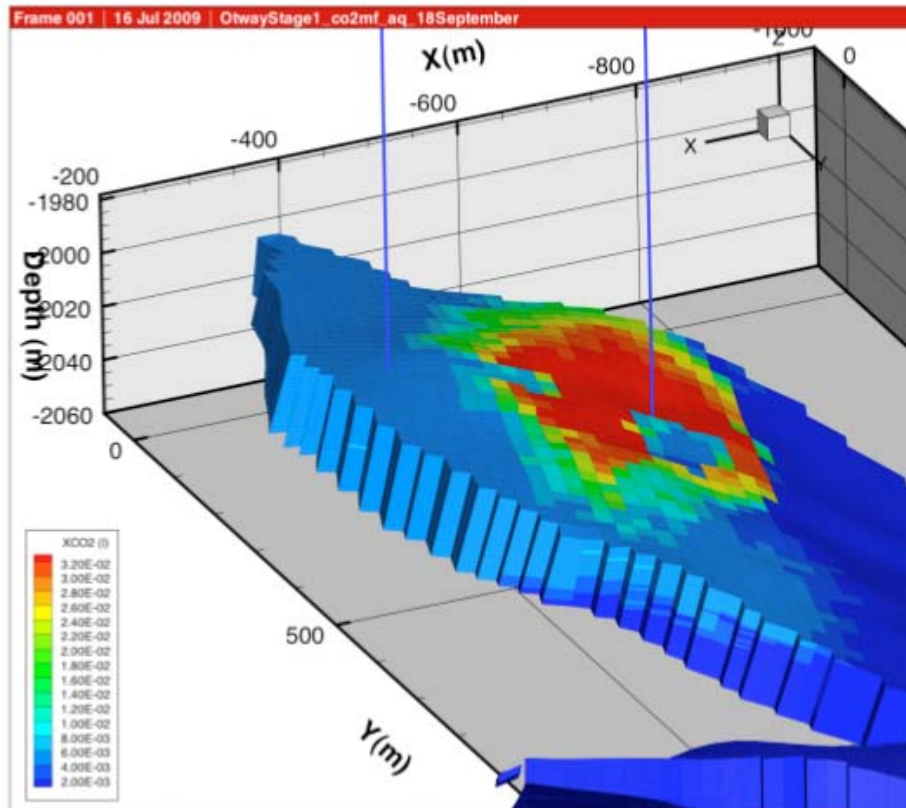 Frame 001 | 16 Jul 2009 | OtwayStage1_co2mf_aq_18September
-1000
Z
0
X(m)
-800
-600
X
Y
-400
-200
-1980
-2000
-2020
-2040
-2060
Depth (m)
0
500
Y(m)
XCO2 (l)
3.20E-02
3.00E-02
2.80E-02
2.60E-02
2.40E-02
2.20E-02
2.00E-02
1.80E-02
1.60E-02
1.40E-02
1.20E-02
1.00E-02
8.00E-03
6.00E-03
4.00E-03
2.00E-03